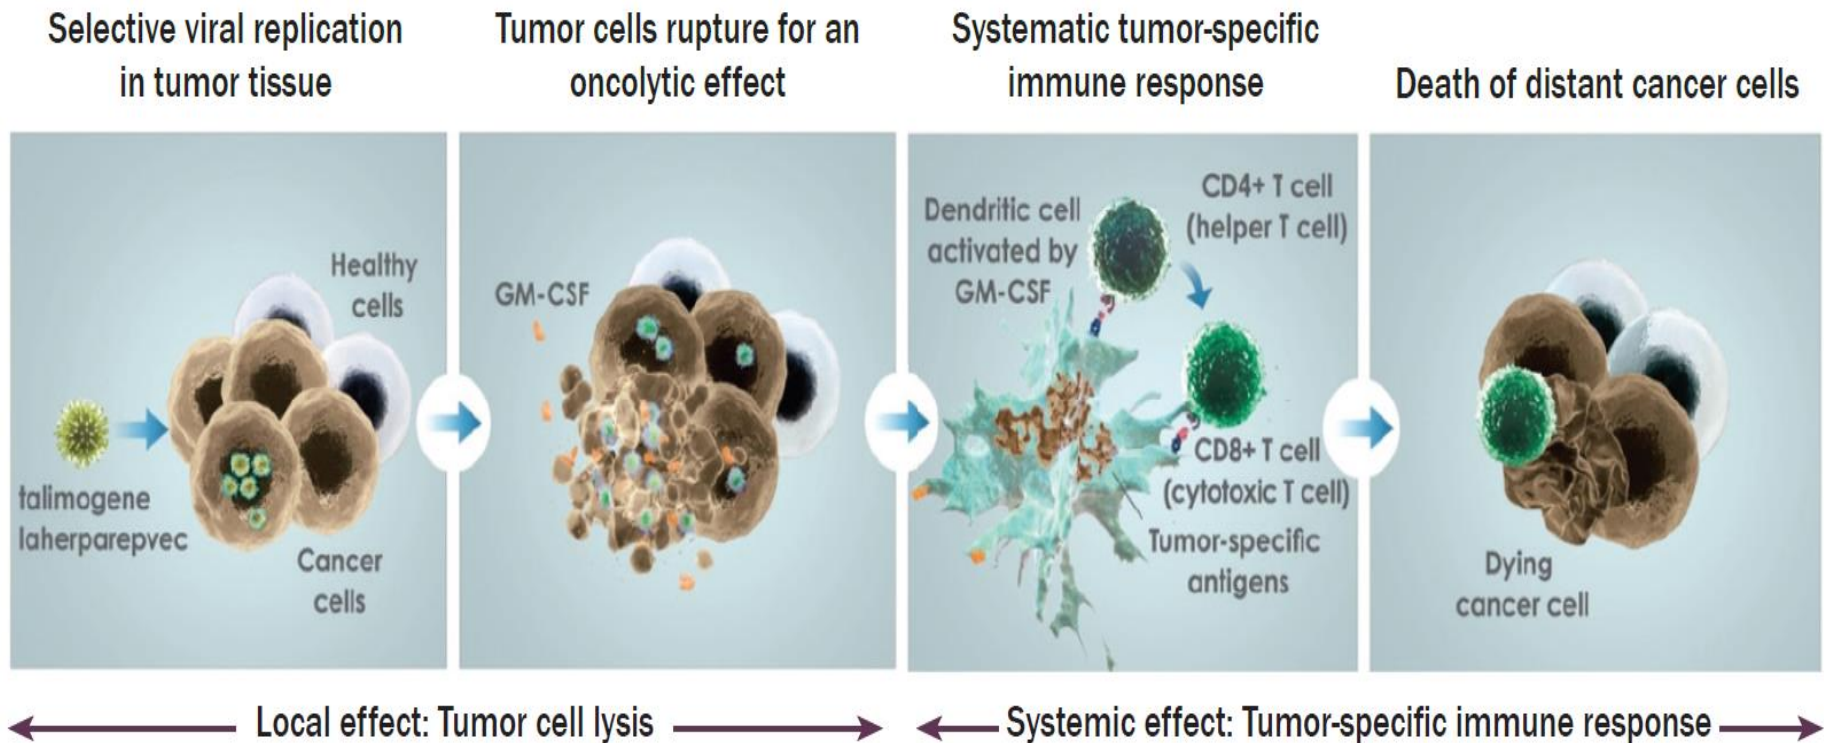 Selective viral replication
in tumor tissue
Tumor cells rupture for an
oncolytic effect
Systematic tumor-specific
immune response
Death of distant cancer cells
Healthy
cells
talimogene
laherparepvec
Cancer
cells
GM-CSF
Dendritic cell
activated by
GM-CSF
CD4+ T cell
(helper T cell)
CD8+ T cell
(cytotoxic T cell)
Tumor-specific
antigens
Dying
cancer cell
Local effect: Tumor cell lysis
Systemic effect: Tumor-specific immune response